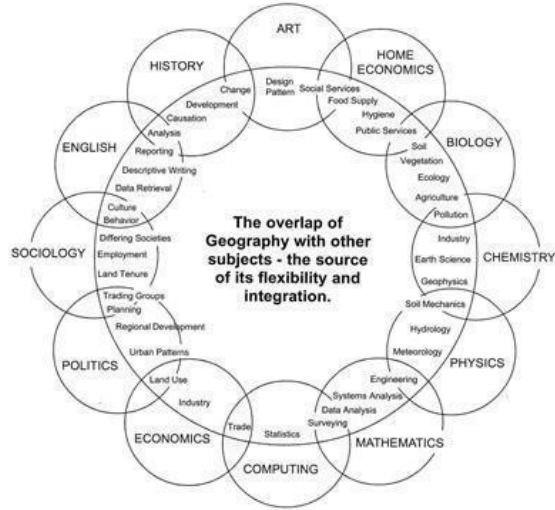 ART
HOME
ECONOMICS
HISTORY
Change
Design
Pattern
Social Services
Food Supply
Development
Hygiene
Causation
Public Services
Analysis
BIOLOGY
ENGLISH
Reporting
Soil
Vegetation
Descriptive Writing
Ecology
Data Retrieval
Agriculture
Culture
Pollution
Behavior
The overlap of
Geography with other
subjects - the source
of its flexibility and
integration.
Differing Societies
Industry
SOCIOLOGY
Employment
Earth Science
CHEMISTRY
Land Tenure
Geophysics
Trading Groups
Planning
Soil Mechanics
Regional Development
Hydrology
Urban Patterns
Meteorology
POLITICS
PHYSICS
Land Use
Engineering
Industry
Systems Analysis
Data Analysis
Trade
Surveying
Statistics
ECONOMICS
MATHEMATICS
COMPUTING